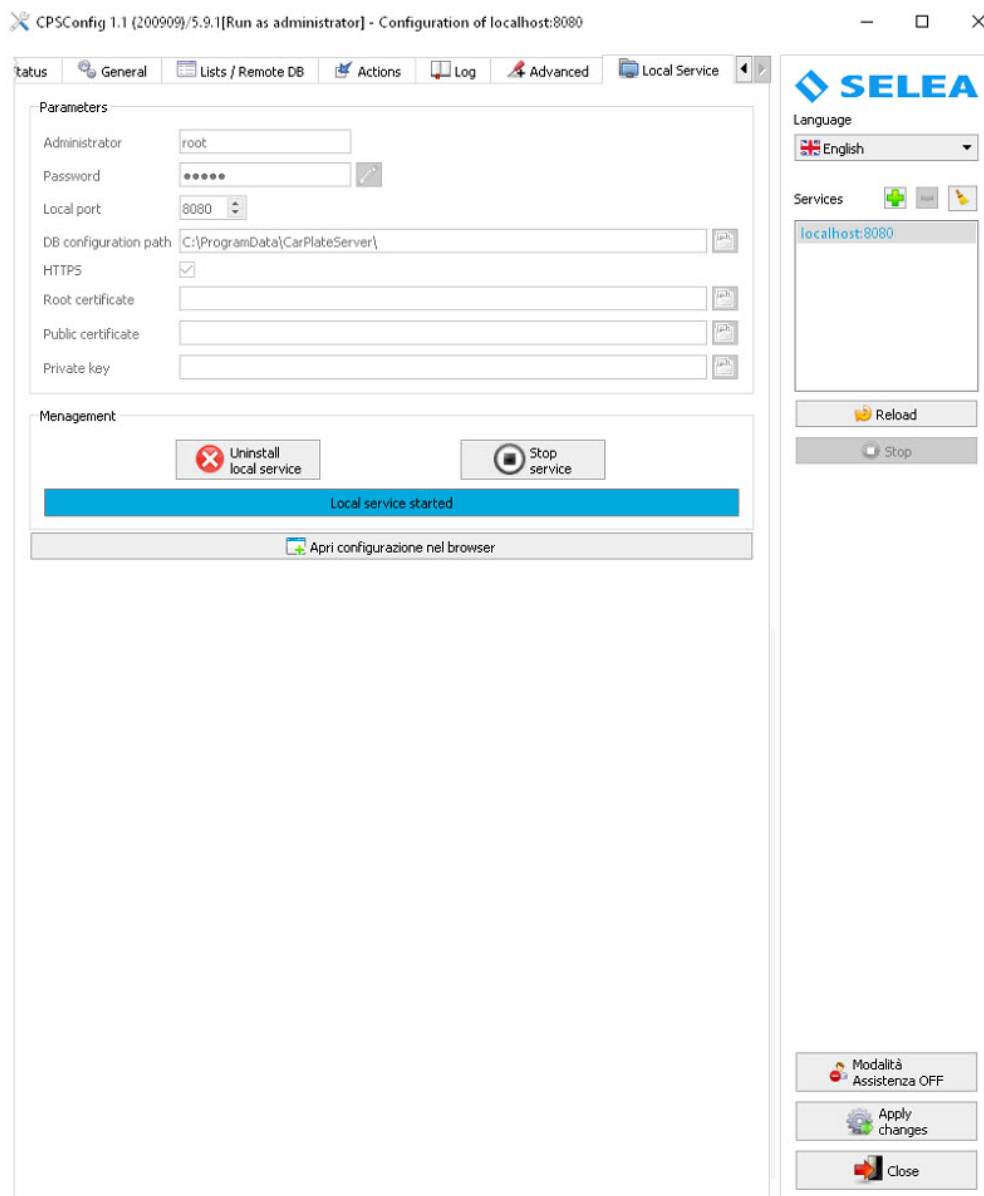 CPSConfig 1.1 (200909)/5.9.1[Run as administrator] - Configuration of localhost:8080
tatus General Lists / Remote DB Actions Log Advanced Local Service
SELEA
Language
English
Services
localhost:8080
Reload
Stop
Parameters
Administrator root
Password
Local port 8080
DB configuration path C:\ProgramData\CarPlateServer\
HTTPS
Root certificate
Public certificate
Private key
Menagement
Uninstall
local service
Stop
service
Local service started
Apri configurazione nel browser
Modalità
Assistenza OFF
Apply
changes
Close